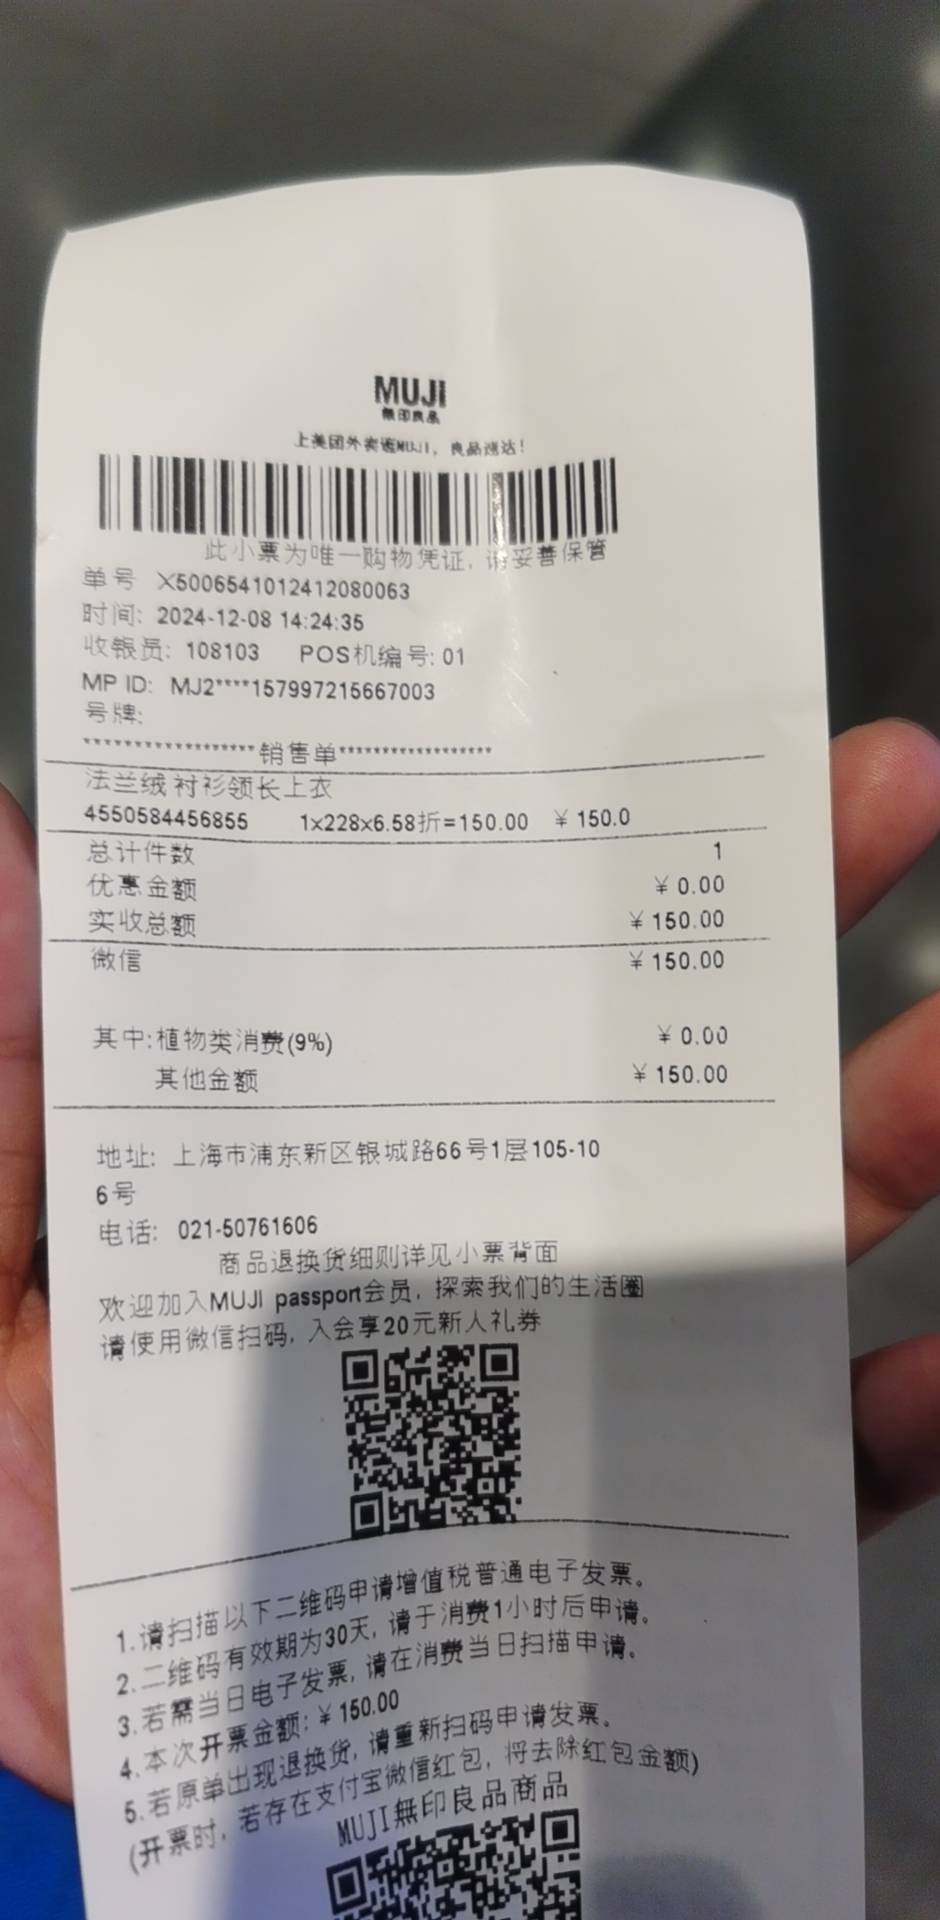 MUJI
無印良品
上美团外卖逛MUJI，良品速达！
此小票为唯一购物凭证，请妥善保管
单号 X5006541012412080063
时间: 2024-12-08 14:24:35
收银员: 108103 POS机编号: 01
MP ID: MJ2****157997215667003
号牌:
*******************销售单******************
法兰绒 衬衫领长上衣
4550584456855 1x228x6.58折=150.00 ￥150.0
总计件数 1
优惠金额 ￥0.00
实收总额 ￥150.00
微信 ￥150.00
其中:植物类消费(9%) ￥0.00
其他金额 ￥150.00
地址: 上海市浦东新区银城路66号1层105-10
6号
电话: 021-50761606
商品退换货细则详见小票背面
欢迎加入MUJI passport会员, 探索我们的生活圈
请使用微信扫码, 入会享20元新人礼券
1.请扫描以下二维码申请增值税普通电子发票。
2.二维码有效期为30天, 请于消费1小时后申请。
3.若需当日电子发票, 请在消费当日扫描申请。
4.本次开票金额:￥150.00
5.若原单出现退换货, 请重新扫码申请发票。
(开票时, 若存在支付宝微信红包, 将去除红包金额)
MUJI無印良品商品